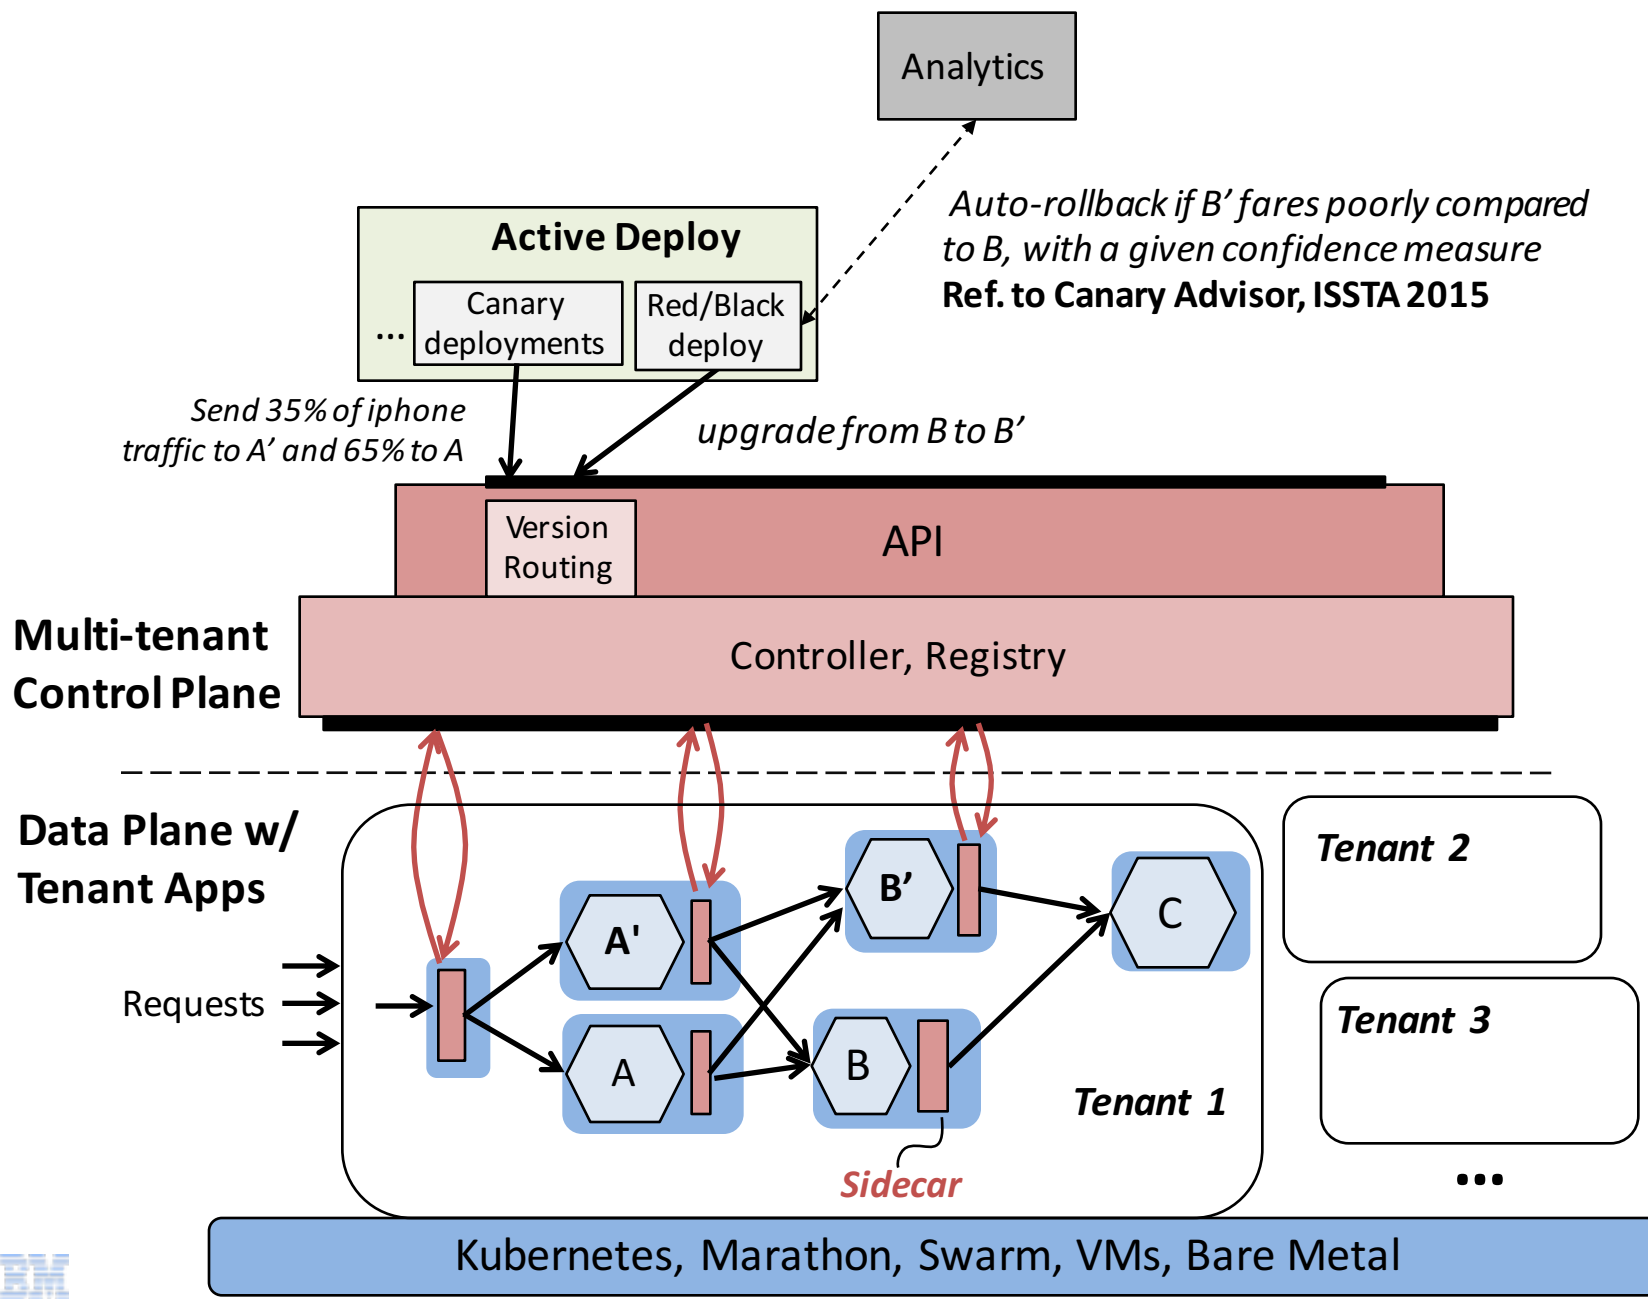 Analytics
Auto-rollback if B’ fares poorly compared
to B, with a given confidence measure
Ref. to Canary Advisor, ISSTA 2015
Active Deploy
...
Canary
deployments
Red/Black
deploy
Send 35% of iphone
traffic to A’ and 65% to A
upgrade from B to B’
Version
Routing
API
Multi-tenant
Control Plane
Controller, Registry
Data Plane w/
Tenant Apps
Requests
A'
A
B’
B
C
Tenant 1
Sidecar
Tenant 2
Tenant 3
...
Kubernetes, Marathon, Swarm, VMs, Bare Metal